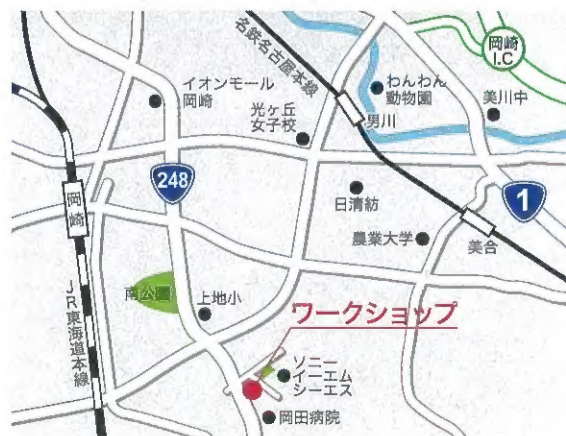 名鉄名古屋本線
岡崎
I.C
イオンモール
岡崎
わんわん
動物園
美川中
光ヶ丘
女子校
男川
248
1
日清紡
岡崎
農業大学
美合
南公園
上地小
ワークショップ
JR東海道本線
ソニー
イーエム
シーエス
岡田病院